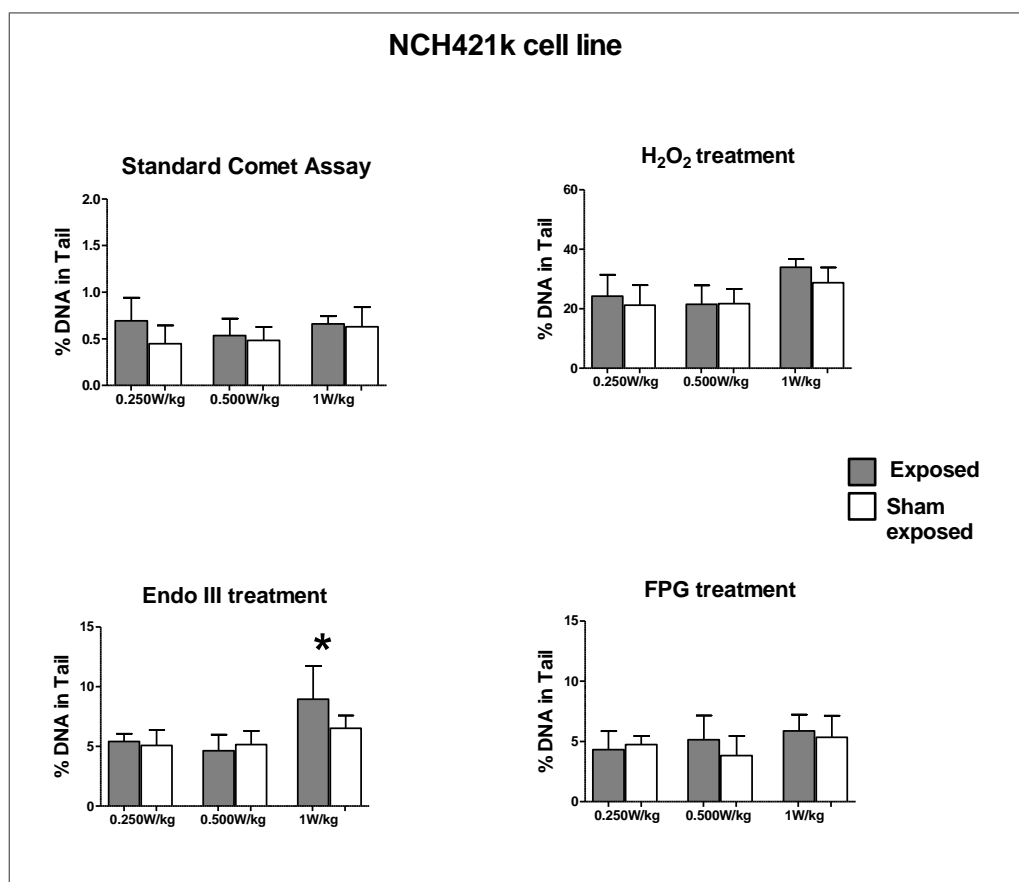 NCH421k cell line
Standard Comet Assay
% DNA in Tail
2.0
1.5
1.0
0.5
0.0
0.250W/kg 0.500W/kg 1W/kg
H₂O₂ treatment
% DNA in Tail
60
40
20
0
0.250W/kg 0.500W/kg 1W/kg
Exposed
Sham
exposed
Endo III treatment
% DNA in Tail
15
10
5
0
*
0.250W/kg 0.500W/kg 1W/kg
FPG treatment
% DNA in Tail
15
10
5
0
0.250W/kg 0.500W/kg 1W/kg